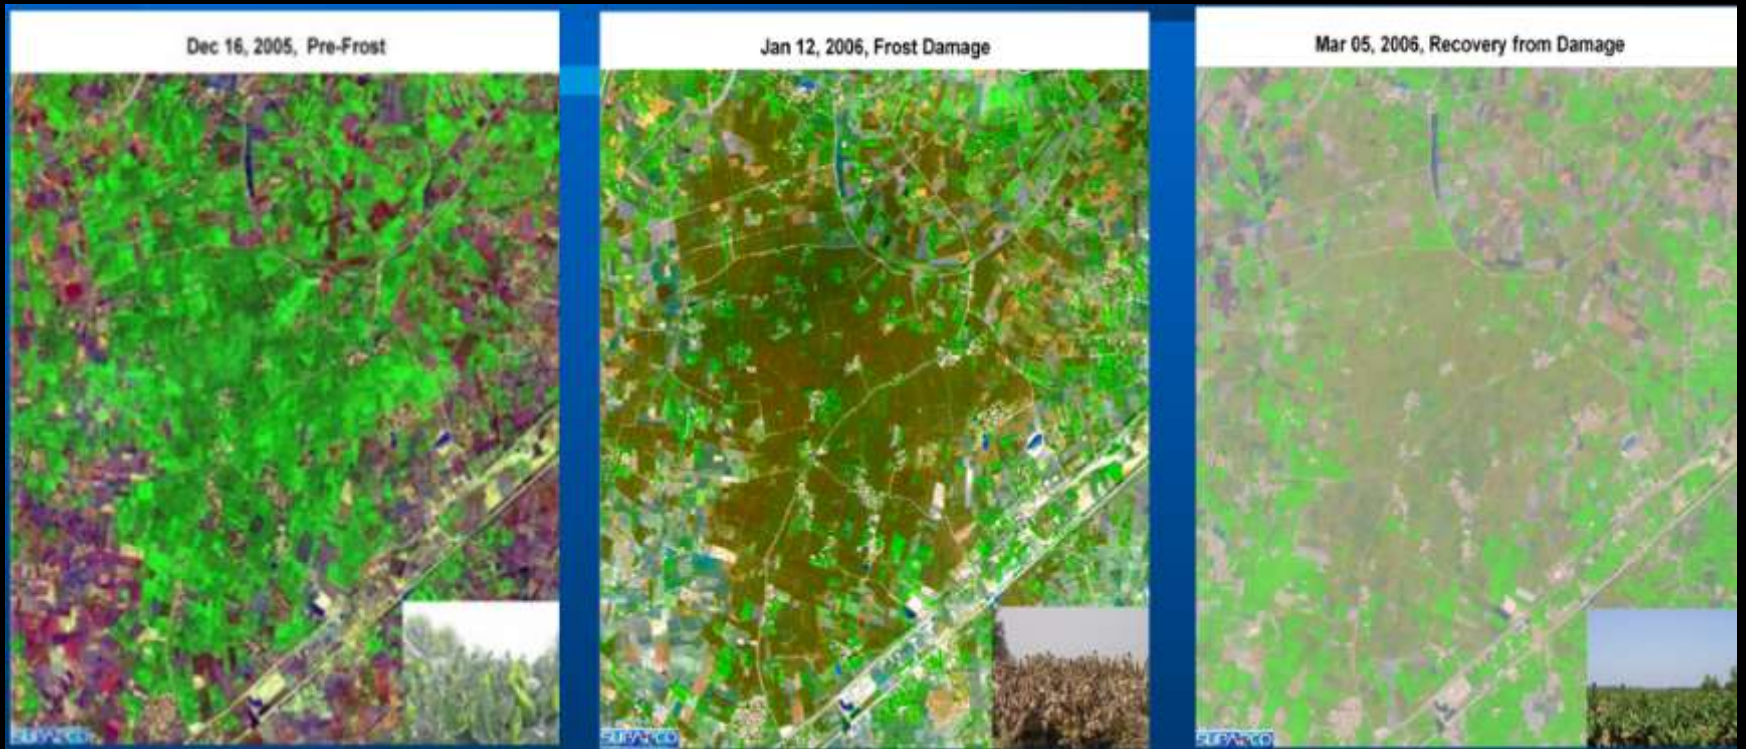 Dec 16, 2005, Pre-Frost
Jan 12, 2006, Frost Damage
Mar 05, 2006, Recovery from Damage
SUPARCO
SUPARCO
SUPARCO